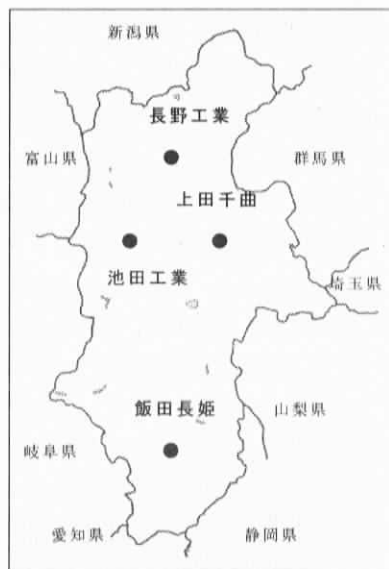 新潟県
長野工業
富山県
群馬県
上田千曲
池田工業
埼玉県
飯田長姫
山梨県
岐阜県
愛知県
静岡県